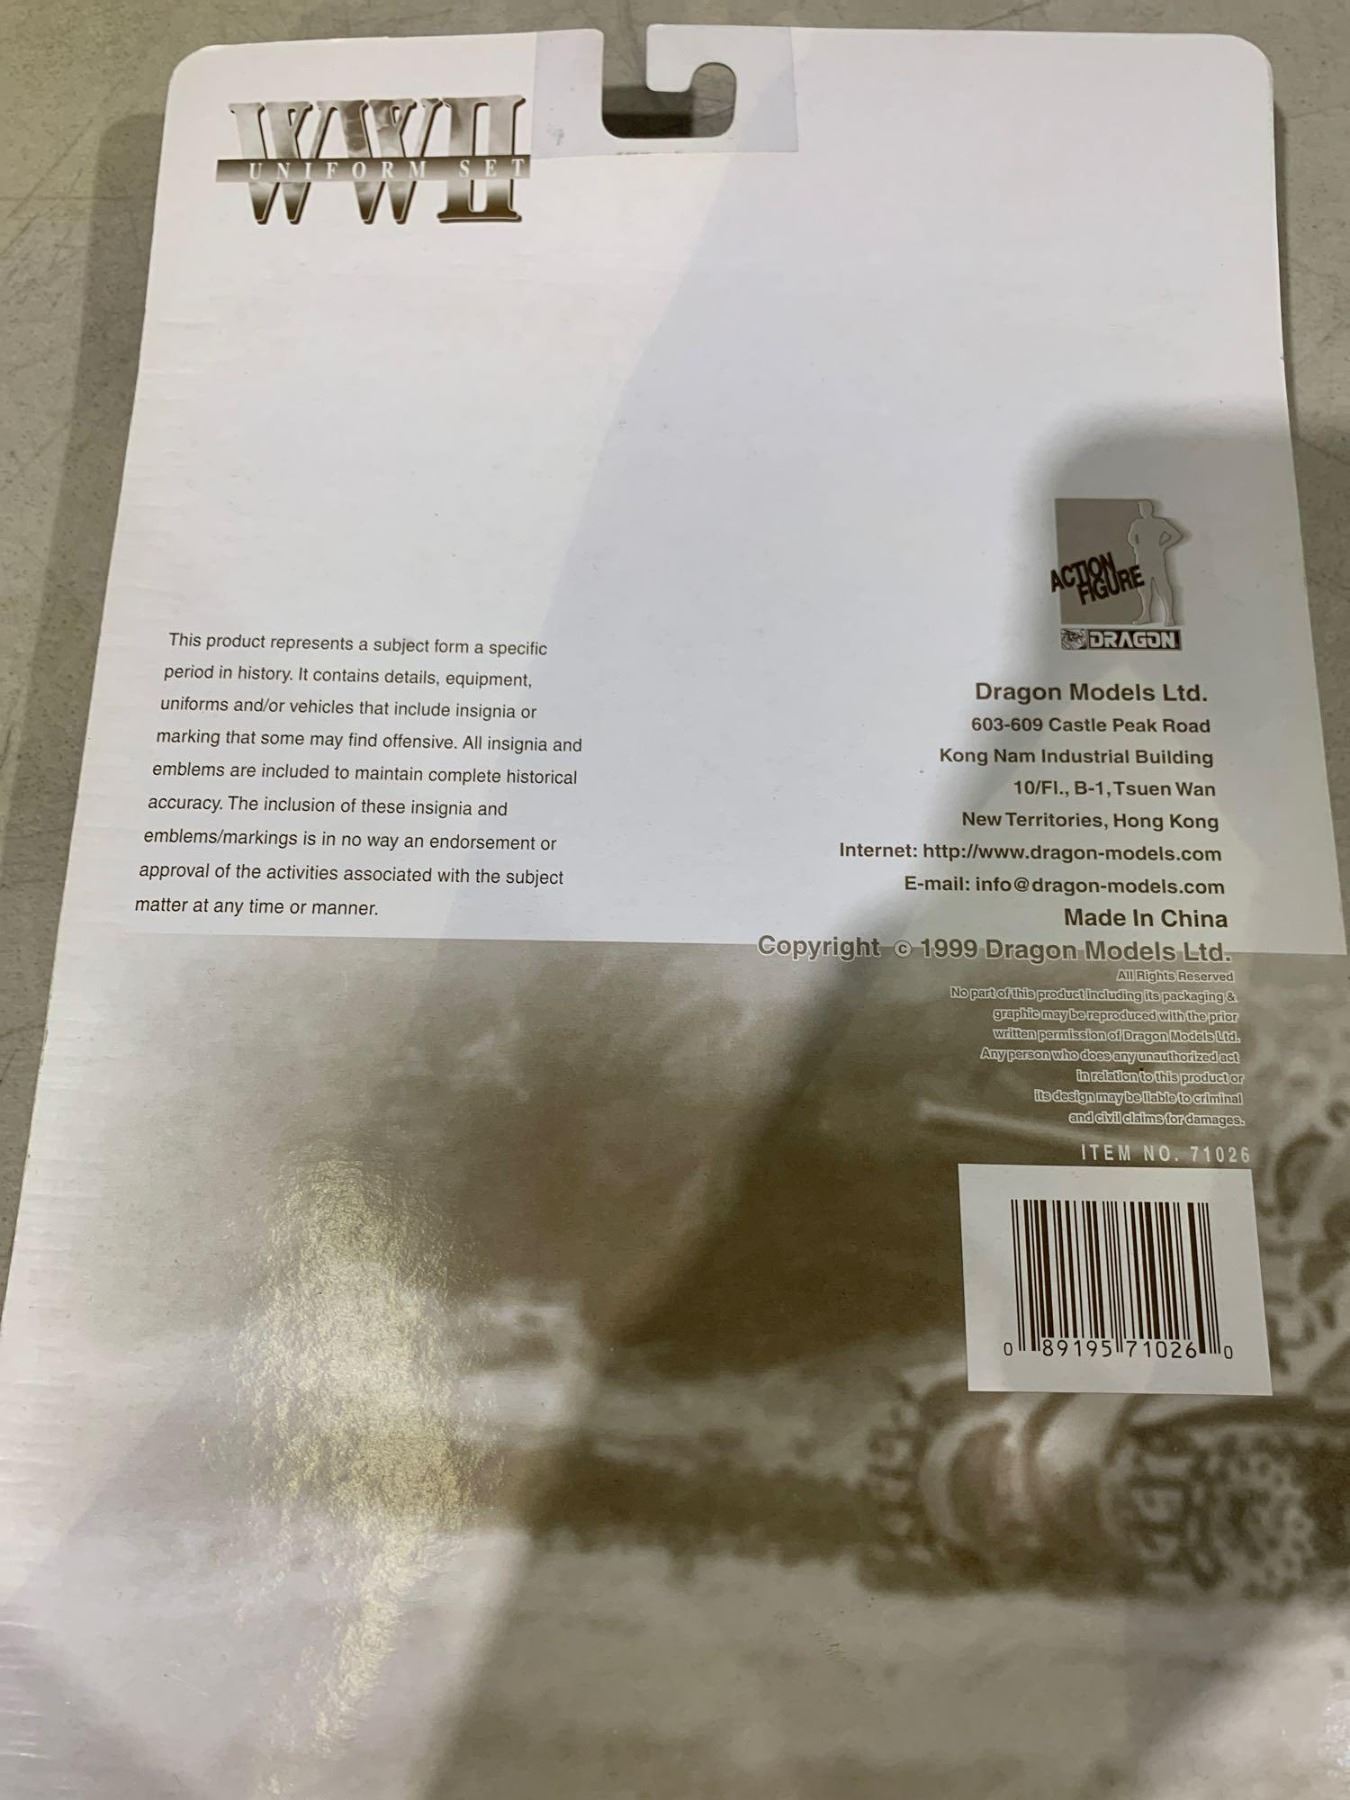 WWII
UNIFORM SET
This product represents a subject form a specific
period in history. It contains details, equipment,
uniforms and/or vehicles that include insignia or
marking that some may find offensive. All insignia and
emblems are included to maintain complete historical
accuracy. The inclusion of these insignia and
emblems/markings is in no way an endorsement or
approval of the activities associated with the subject
matter at any time or manner.
ACTION
FIGURE
DRAGON
Dragon Models Ltd.
603-609 Castle Peak Road
Kong Nam Industrial Building
10/Fl., B-1, Tsuen Wan
New Territories, Hong Kong
Internet: http://www.dragon-models.com
E-mail: info@dragon-models.com
Made In China
Copyright © 1999 Dragon Models Ltd.
All Rights Reserved
No part of this product including its packaging &
graphic may be reproduced with the prior
written permission of Dragon Models Ltd.
Any person who does any unauthorized act
in relation to this product or
its design may be liable to criminal
and civil claims for damages.
ITEM NO. 71026
0 89195 71026 0